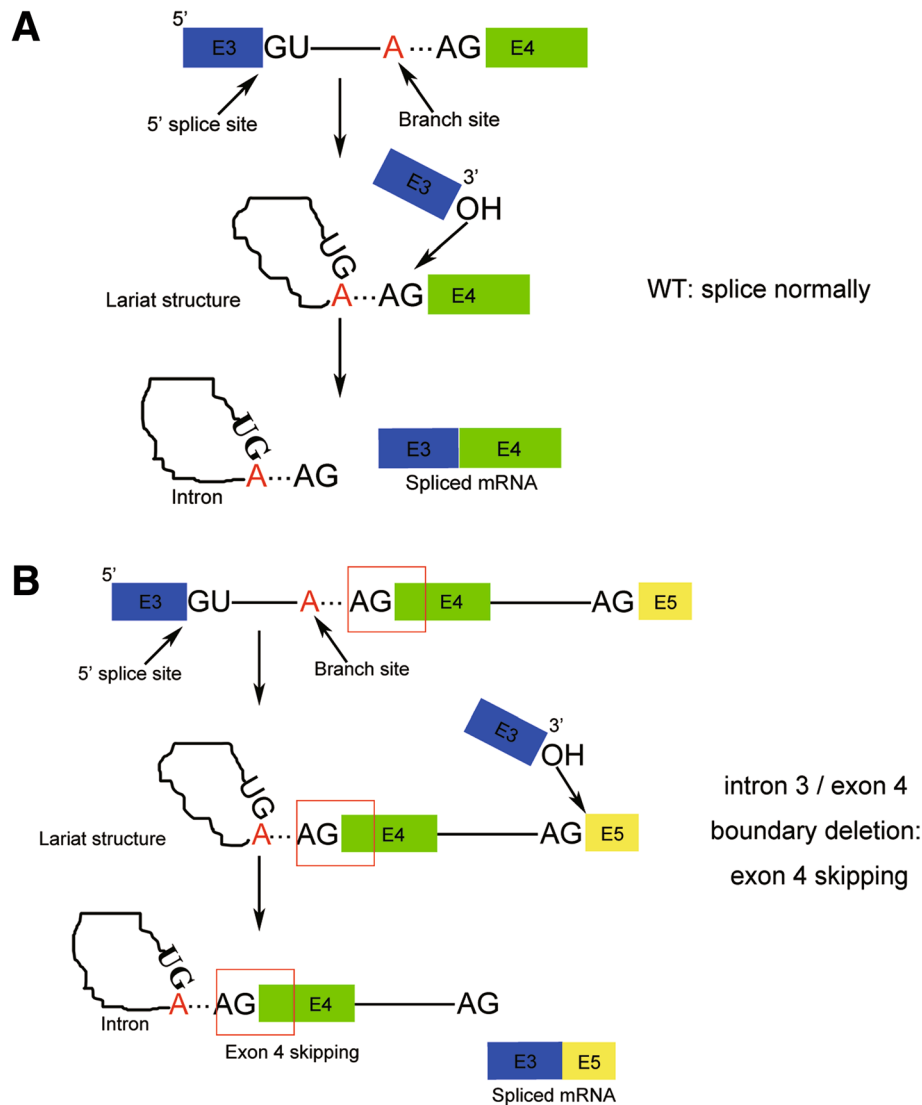 A
5’
E3 GU A ··· AG E4
5’ splice site
Branch site
E3 3’
OH
UG
A ··· AG E4
Lariat structure
WT: splice normally
UG
A ··· AG
Intron
E3 E4
Spliced mRNA
B
5’
E3 GU A ··· AG E4 AG E5
5’ splice site
Branch site
E3 3’
OH
UG
A ··· AG E4 AG E5
Lariat structure
intron 3 / exon 4
boundary deletion:
exon 4 skipping
UG
A ··· AG E4 AG
Intron
Exon 4 skipping
E3 E5
Spliced mRNA